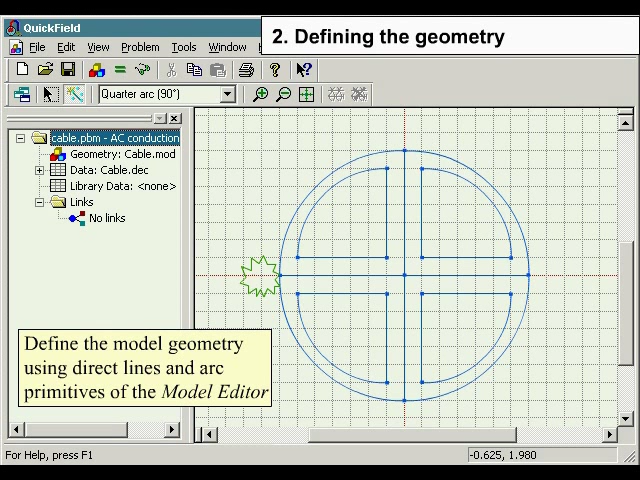 QuickField
2. Defining the geometry
File Edit View Problem Tools Window
Quarter arc (90°)
cable.pbm - AC conduction
Geometry: Cable.mod
Data: Cable.dec
Library Data: <none>
Links
No links
Define the model geometry
using direct lines and arc
primitives of the Model Editor
For Help, press F1
-0.625, 1.980